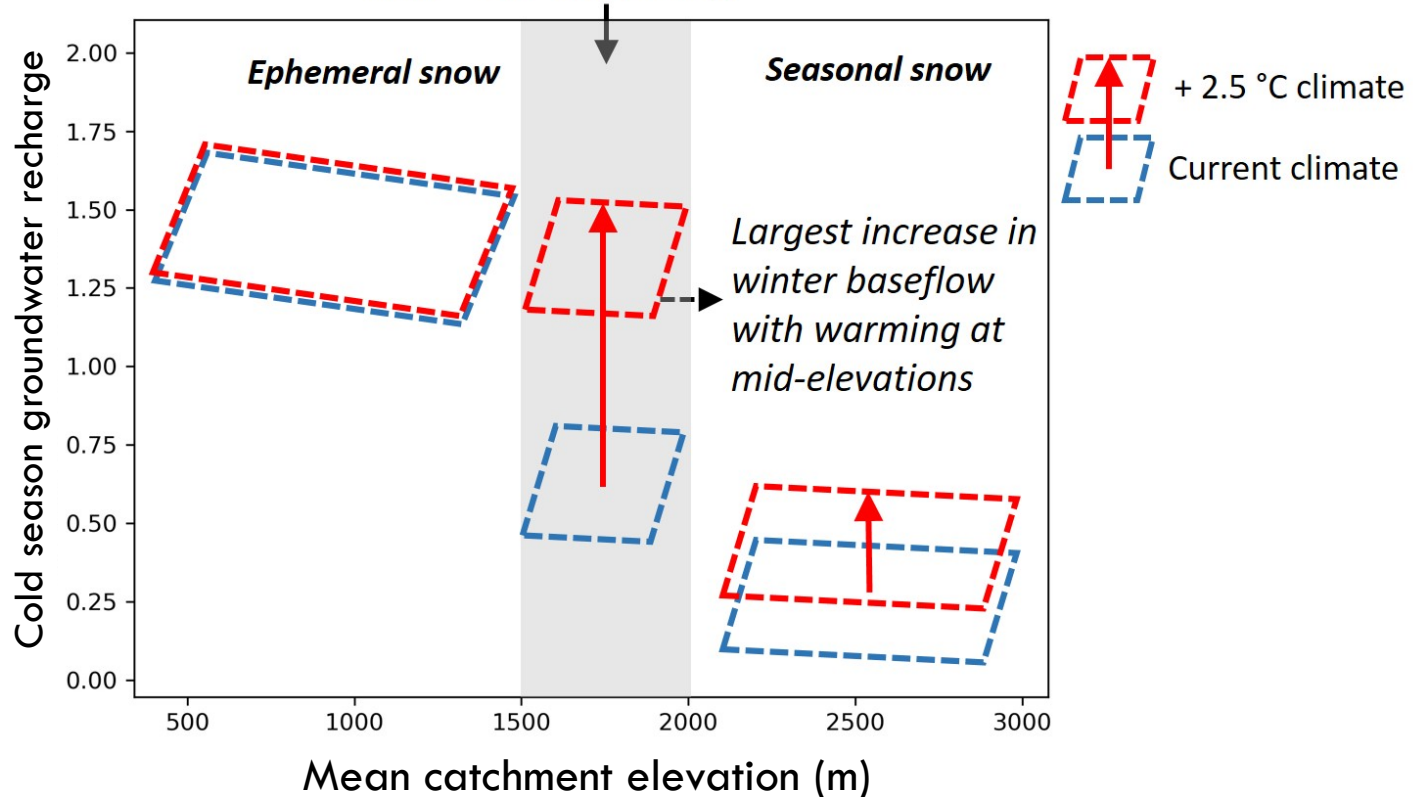 Ephemeral snow
Seasonal snow
+ 2.5 °C climate
Current climate
Largest increase in
winter baseflow
with warming at
mid-elevations
Cold season groundwater recharge
2.00
1.75
1.50
1.25
1.00
0.75
0.50
0.25
0.00
500 1000 1500 2000 2500 3000
Mean catchment elevation (m)